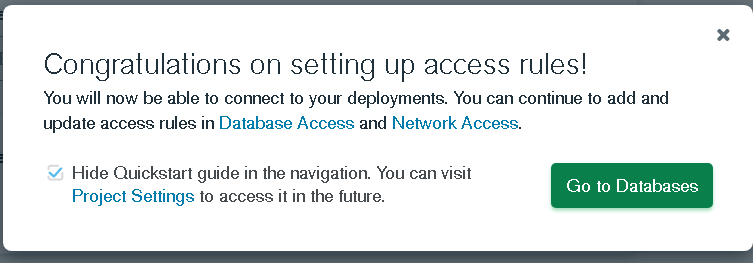 Congratulations on setting up access rules!
You will now be able to connect to your deployments. You can continue to add and
update access rules in Database Access and Network Access.
Hide Quickstart guide in the navigation. You can visit
Project Settings to access it in the future.
Go to Databases